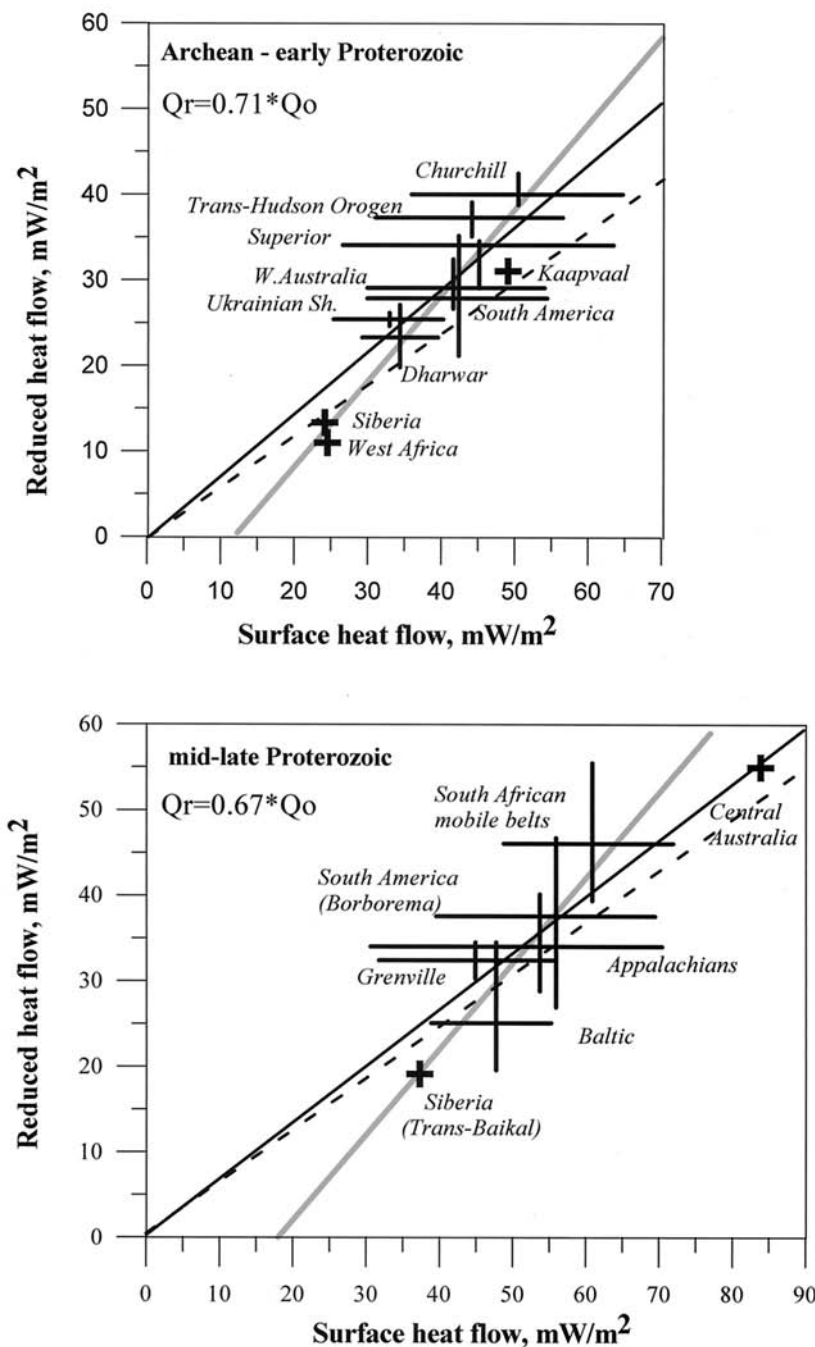 Archean - early Proterozoic
Qr=0.71*Qo
60
50
40
30
20
10
0
Reduced heat flow, mW/m²
Churchill
Trans-Hudson Orogen
Superior
W.Australia
Kaapvaal
Ukrainian Sh.
South America
Dharwar
Siberia
West Africa
0 10 20 30 40 50 60 70
Surface heat flow, mW/m²
mid-late Proterozoic
Qr=0.67*Qo
60
50
40
30
20
10
0
Reduced heat flow, mW/m²
South African
mobile belts
Central
Australia
South America
(Borborema)
Grenville
Appalachians
Baltic
Siberia
(Trans-Baikal)
0 10 20 30 40 50 60 70 80 90
Surface heat flow, mW/m²